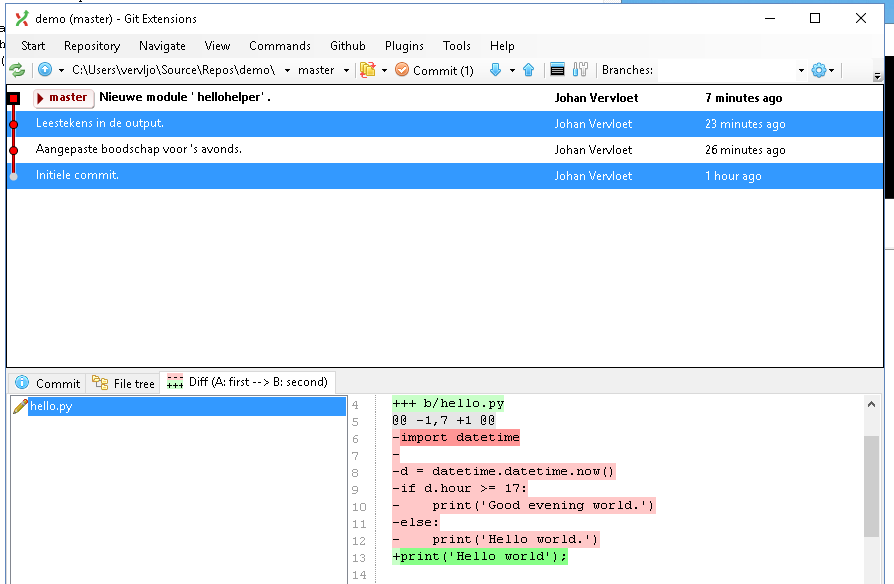 demo (master) - Git Extensions
Start Repository Navigate View Commands Github Plugins Tools Help
C:\Users\vervljo\Source\Repos\demo\ master Commit (1) Branches:
master Nieuwe module ' hellohelper' . Johan Vervloet 7 minutes ago
Leestekens in de output. Johan Vervloet 23 minutes ago
Aangepaste boodschap voor 's avonds. Johan Vervloet 26 minutes ago
Initiele commit. Johan Vervloet 1 hour ago
Commit File tree Diff (A: first --> B: second)
hello.py
4 +++ b/hello.py
5 @@ -1,7 +1 @@
6 -import datetime
7 -
8 -d = datetime.datetime.now()
9 -if d.hour >= 17:
10 -    print('Good evening world.')
11 -else:
12 -    print('Hello world.')
13 +print('Hello world');
14